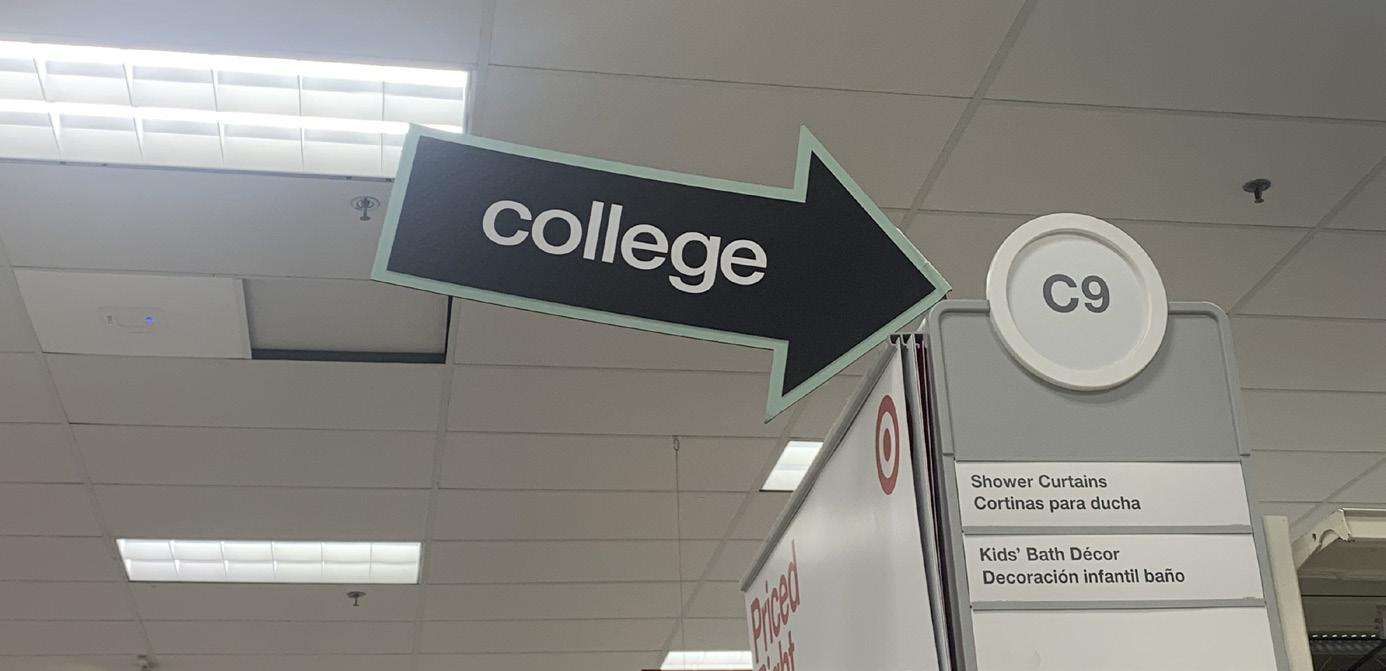 college
C9
Shower Curtains
Cortinas para ducha
Kids' Bath Décor
Decoración infantil baño
Priced